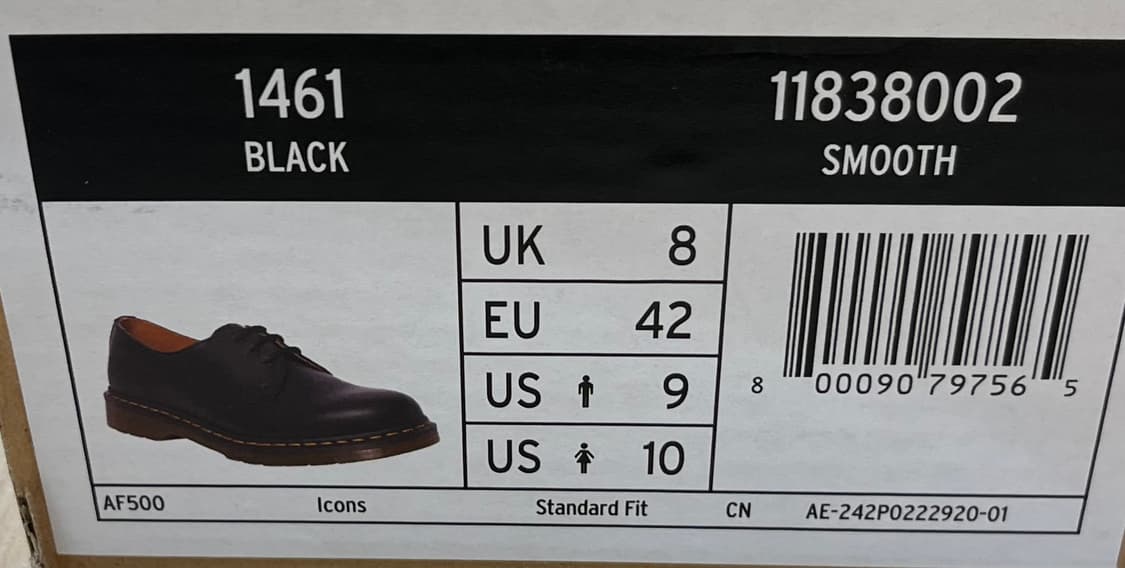 1461
BLACK
11838002
SMOOTH
UK 8
EU 42
US 9
US 10
8 00090 79756 5
AF500 Icons Standard Fit CN AE-242P0222920-01